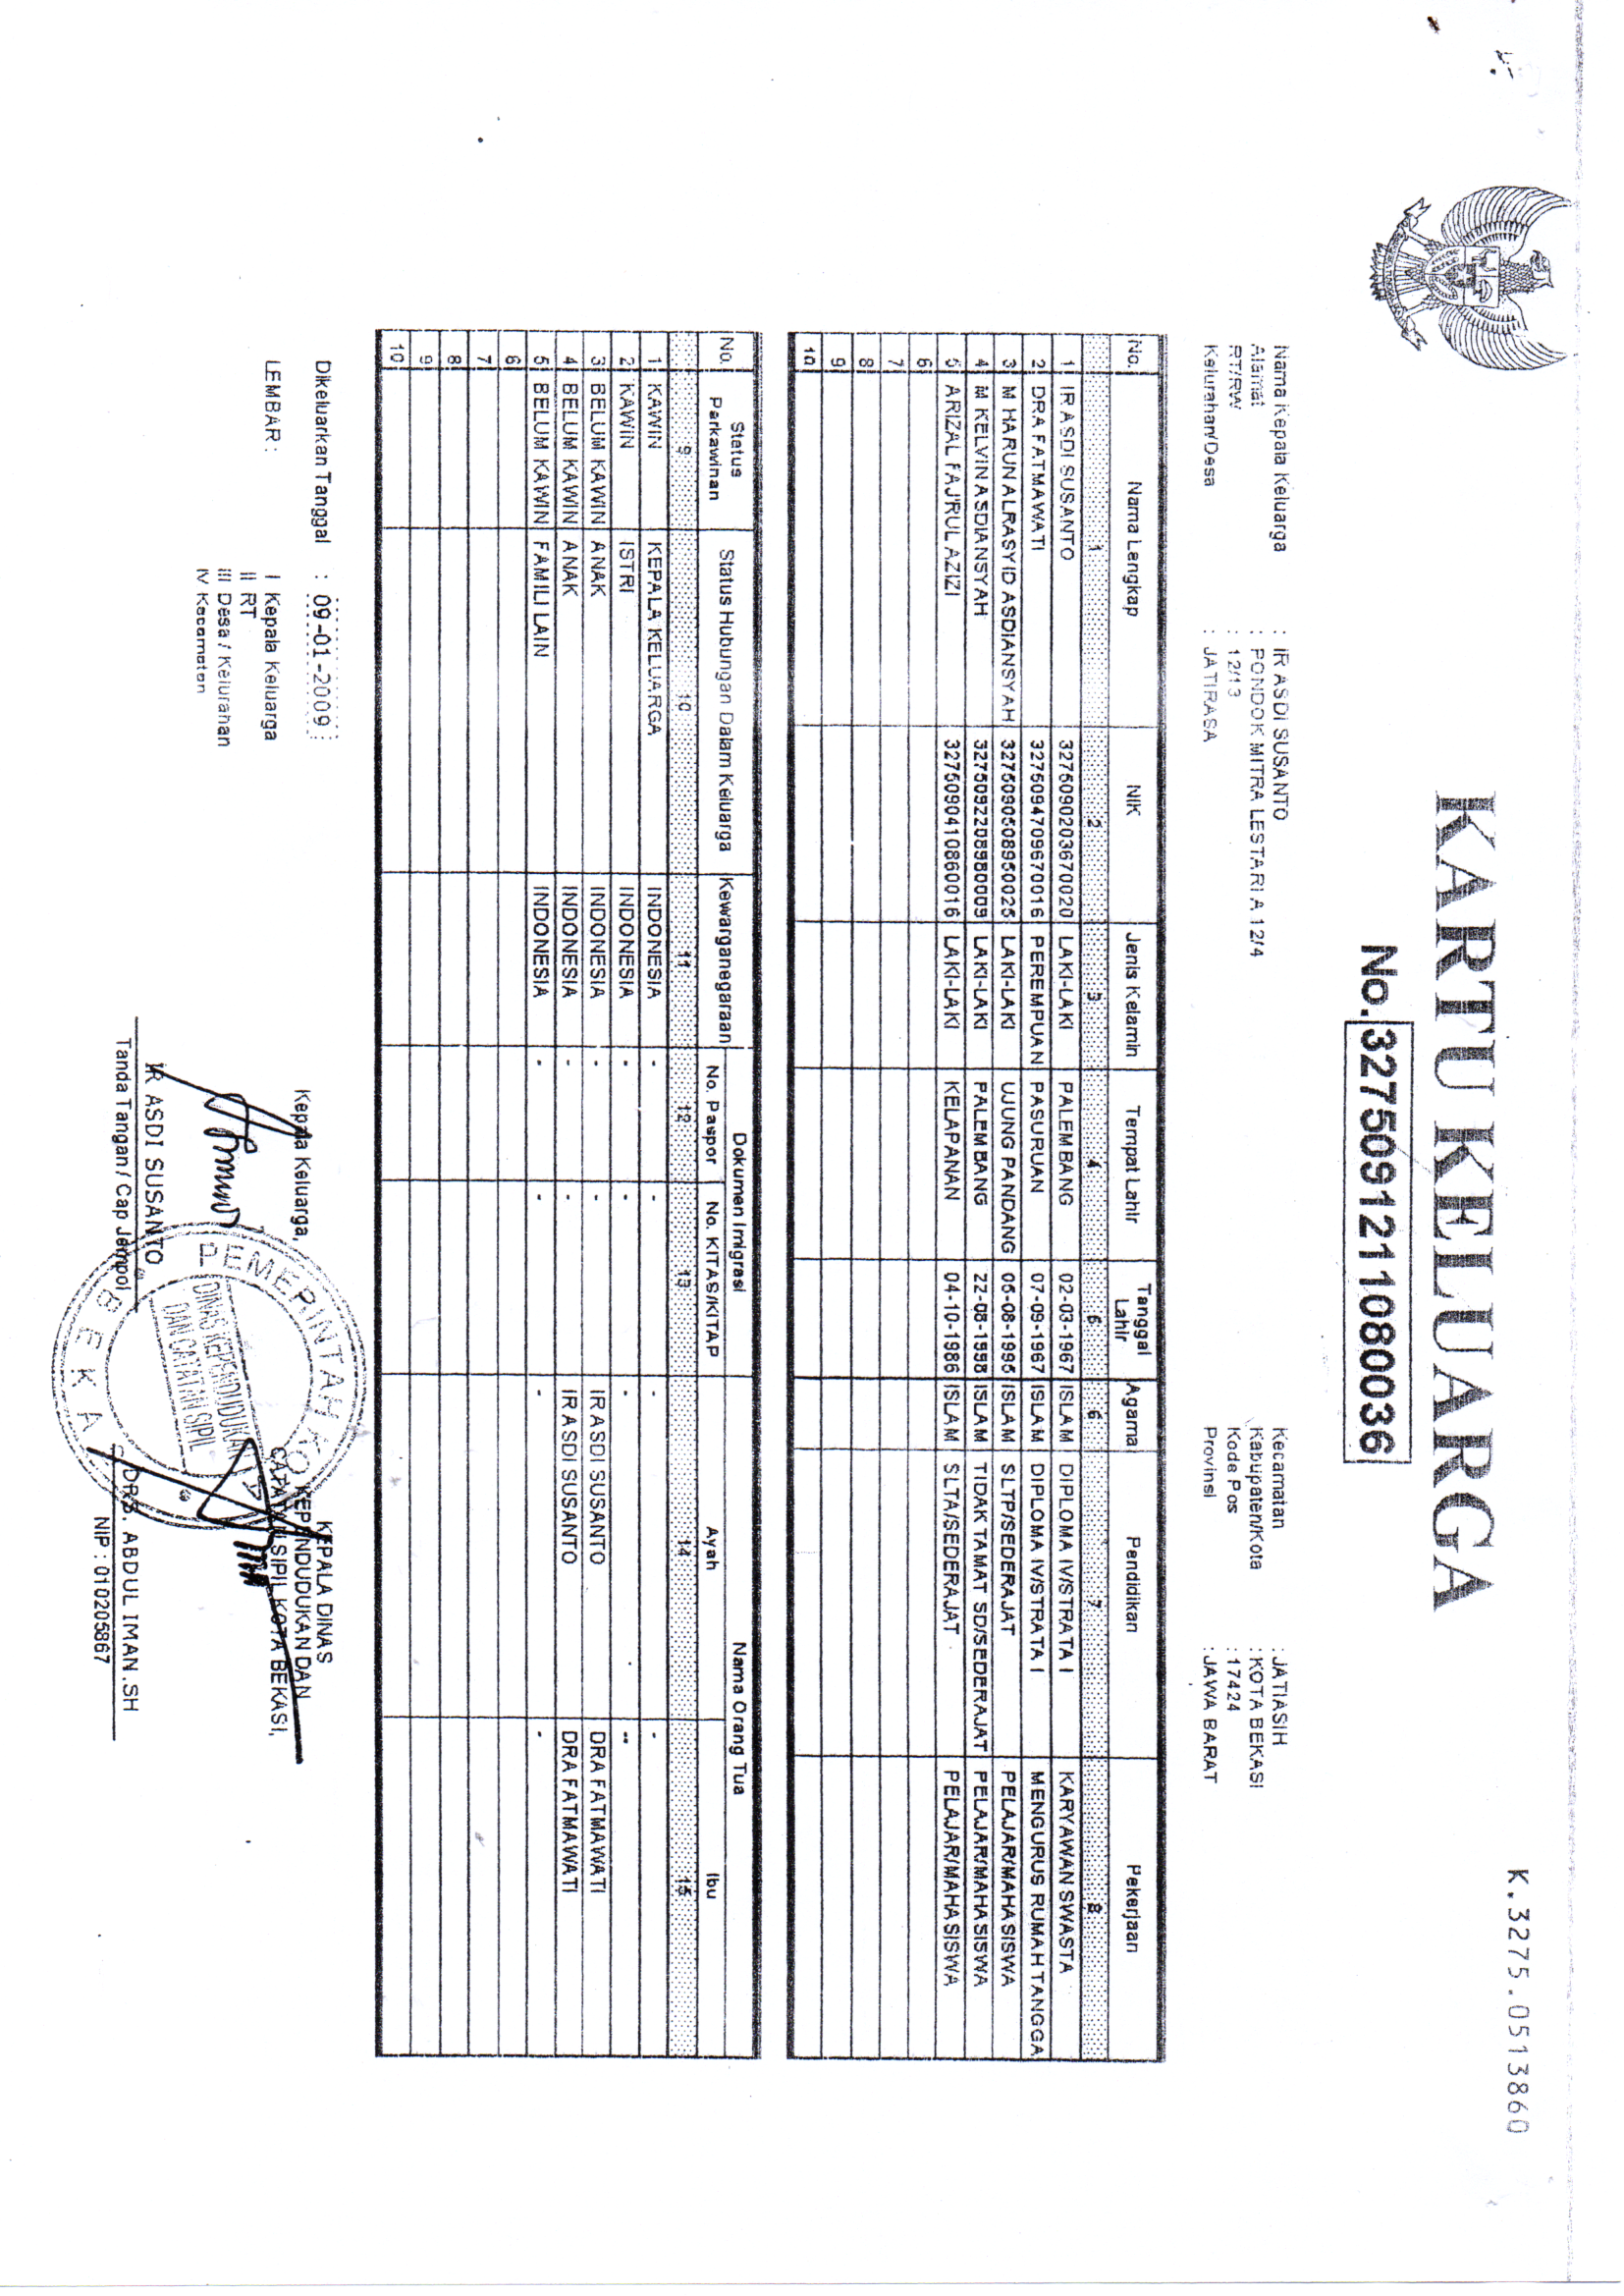 K.3275.0513860
KARTU KELUARGA
No. 3275091211080036
Nama Kepala Keluarga : IR ASDI SUSANTO Kecamatan : JATIASIH
Alamat : PONDOK MITRA LESTARI A 12/4 Kabupaten/Kota : KOTA BEKASI
RT/RW : 12/13 Kode Pos : 17424
Kelurahan/Desa : JATIRASA Provinsi : JAWA BARAT
No. Nama Lengkap NIK Jenis Kelamin Tempat Lahir Tanggal Lahir Agama Pendidikan Pekerjaan
1 2 3 4 5 6 7 8
1 IR ASDI SUSANTO 3275090203670020 LAKI-LAKI PALEMBANG 02-03-1967 ISLAM DIPLOMA IV/STRATA I KARYAWAN SWASTA
2 DRA FATMAWATI 3275094709670016 PEREMPUAN PASURUAN 07-09-1967 ISLAM DIPLOMA IV/STRATA I MENGURUS RUMAH TANGGA
3 M HARUN ALRASYID ASDIANSYAH 3275090508950025 LAKI-LAKI UJUNG PANDANG 05-08-1995 ISLAM SLTP/SEDERAJAT PELAJAR/MAHASISWA
4 M KELVIN ASDIANSYAH 3275092208980009 LAKI-LAKI PALEMBANG 22-08-1998 ISLAM TIDAK TAMAT SD/SEDERAJAT PELAJAR/MAHASISWA
5 ARIZAL FAJ'RUL AZIZI 3275090410860016 LAKI-LAKI KELAPANAN 04-10-1986 ISLAM SLTA/SEDERAJAT PELAJAR/MAHASISWA
6
7
8
9
10
No. Status Parkawinan Status Hubungan Dalam Keluarga Kewarganegaraan Dokumen Imigrasi Nama Orang Tua
No. Paspor No. KITAS/KITAP Ayah Ibu
9 10 11 12 13 14 15
1 KAWIN KEPALA KELUARGA INDONESIA - - - -
2 KAWIN ISTRI INDONESIA - - - --
3 BELUM KAWIN ANAK INDONESIA - - IR ASDI SUSANTO DRA FATMAWATI
4 BELUM KAWIN ANAK INDONESIA - - IR ASDI SUSANTO DRA FATMAWATI
5 BELUM KAWIN FAMILI LAIN INDONESIA - - - -
6
7
8
9
10
Dikeluarkan Tanggal : 09-01-2009
LEMBAR : I Kepala Keluarga
II RT
III Desa / Kelurahan
IV Kecamatan
Kepala Keluarga,
IR ASDI SUSANTO
Tanda Tangan / Cap Jempol
PEMERINTAH KOTA
DINAS KEPENDUDUKAN
DAN CATATAN SIPIL
BEKASI
KEPALA DINAS
KEPENDUDUKAN DAN
CATATAN SIPIL KOTA BEKASI,
DRS. ABDUL IMAN.SH
NIP : 010205867